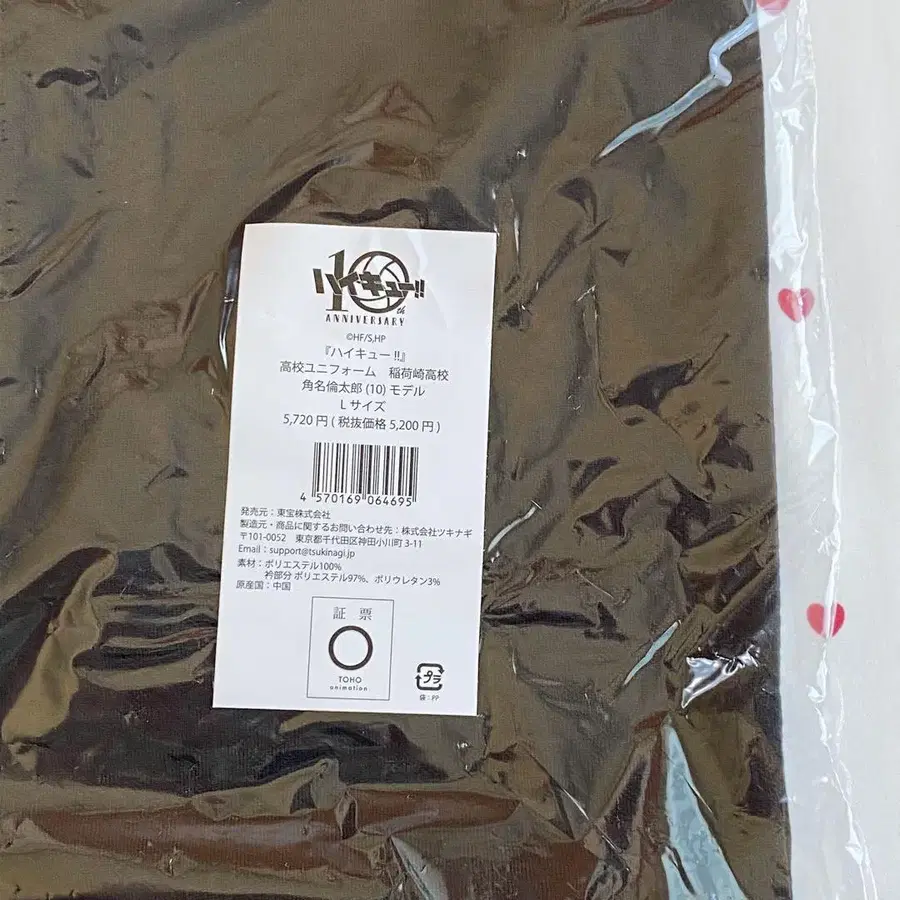 ハイキュー!!
10th
ANNIVERSARY
©HF/S,HP
『ハイキュー!!』
高校ユニフォーム 稲荷崎高校
角名倫太郎(10)モデル
Lサイズ
5,720円(税抜価格5,200円)
4 570169 064695
発売元:東宝株式会社
製造元・商品に関するお問い合わせ先:株式会社ツキナギ
〒101-0052 東京都千代田区神田小川町3-11
Email:support@tsukinagi.jp
素材:ポリエステル100%
衿部分 ポリエステル97%、ポリウレタン3%
原産国:中国
証 票
TOHO
animation
プラ
袋:PP